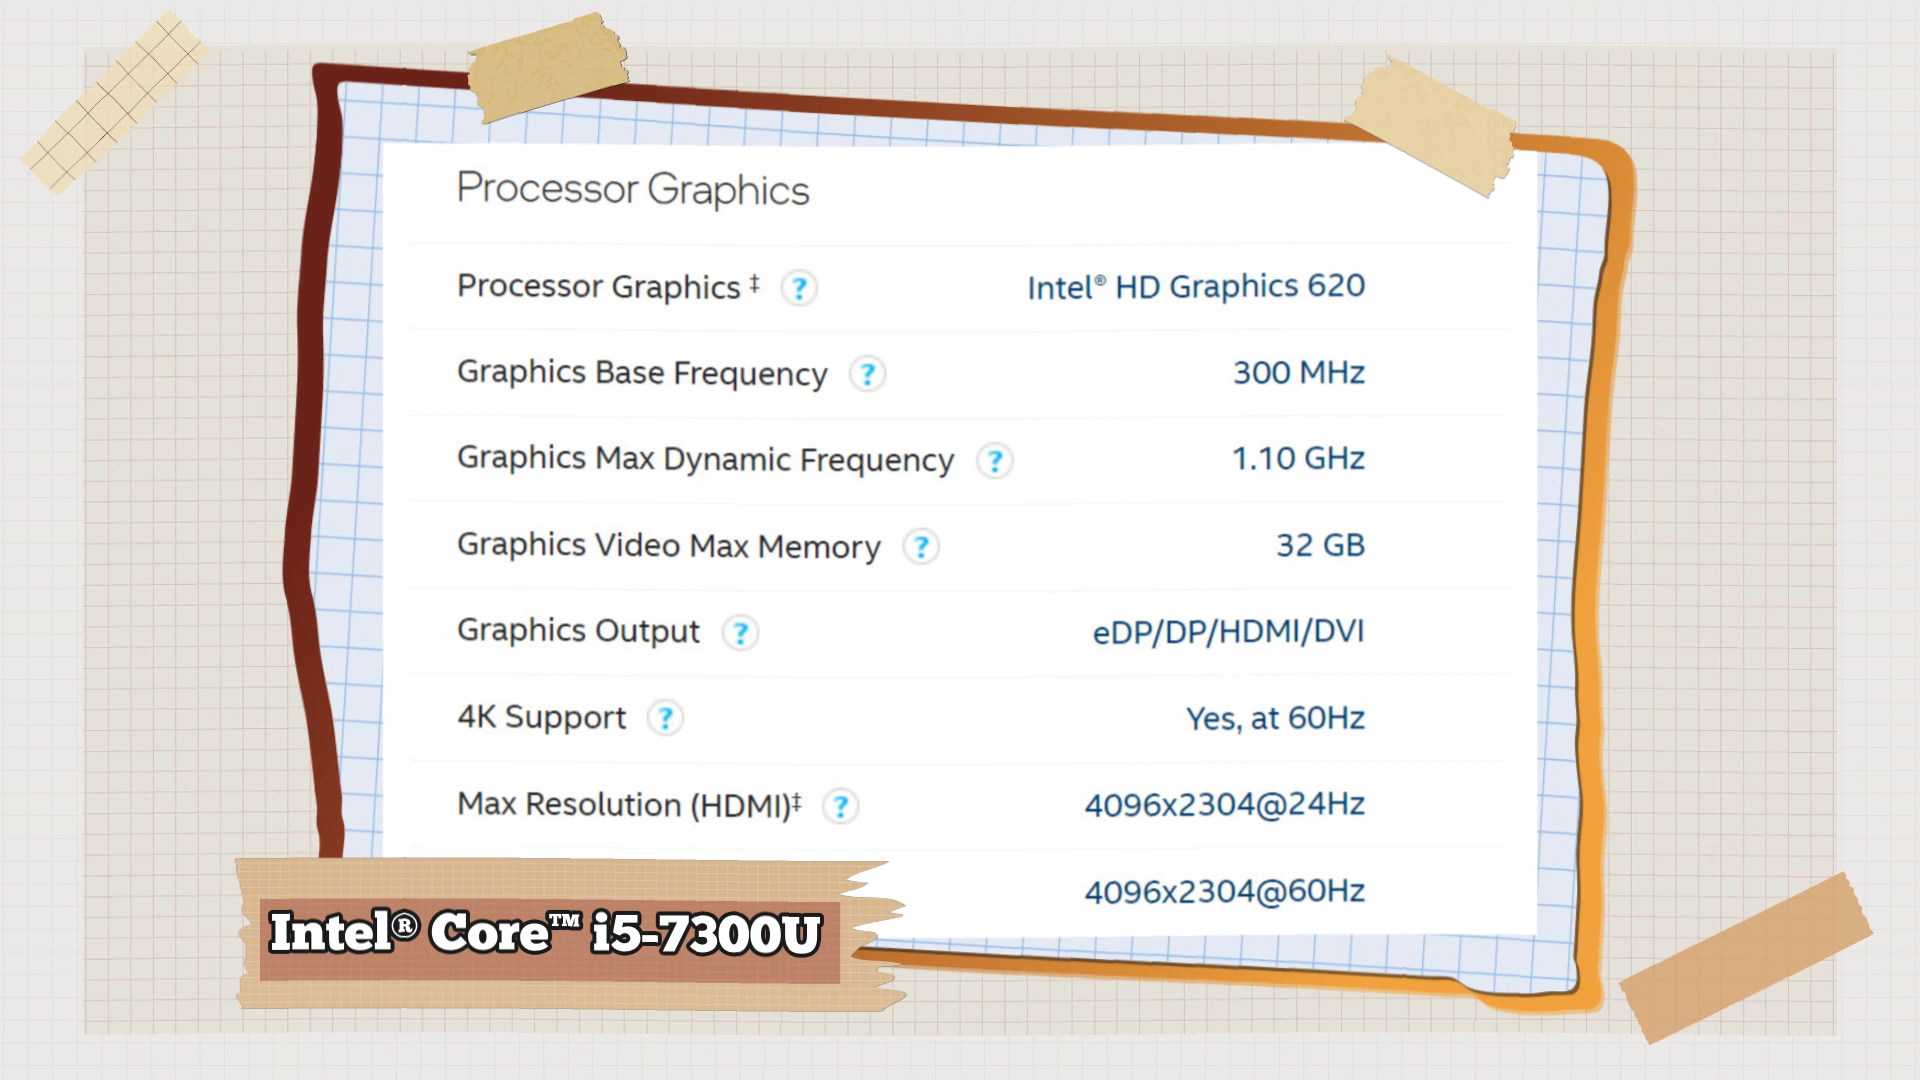 Processor Graphics
Processor Graphics ‡ ? Intel® HD Graphics 620
Graphics Base Frequency ? 300 MHz
Graphics Max Dynamic Frequency ? 1.10 GHz
Graphics Video Max Memory ? 32 GB
Graphics Output ? eDP/DP/HDMI/DVI
4K Support ? Yes, at 60Hz
Max Resolution (HDMI)‡ ? 4096x2304@24Hz
4096x2304@60Hz
Intel® Core™ i5-7300U